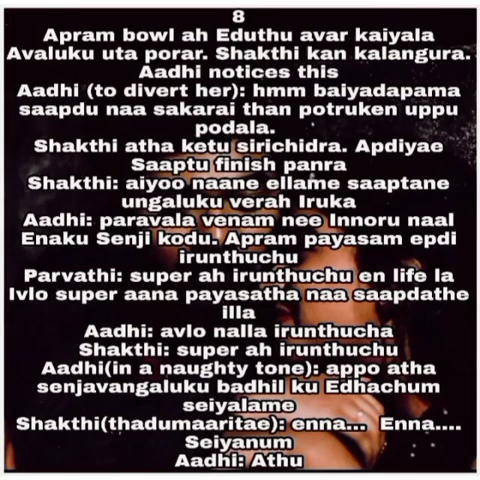 8
Apram bowl ah Eduthu avar kaiyala
Avaluku uta porar. Shakthi kan kalangura.
Aadhi notices this
Aadhi (to divert her): hmm baiyadapama
saapdu naa sakarai than potruken uppu
podala.
Shakthi atha ketu sirichidra. Apdiyae
Saaptu finish panra
Shakthi: aiyoo naane ellame saaptane
ungaluku verah Iruka
Aadhi: paravala venam nee Innoru naal
Enaku Senji kodu. Apram payasam epdi
irunthuchu
Parvathi: super ah irunthuchu en life la
Ivlo super aana payasatha naa saapdathe
illa
Aadhi: avlo nalla irunthucha
Shakthi: super ah irunthuchu
Aadhi(in a naughty tone): appo atha
senjavangaluku badhil ku Edhachum
seiyalame
Shakthi(thadumaaritae): enna... Enna....
Seiyanum
Aadhi: Athu